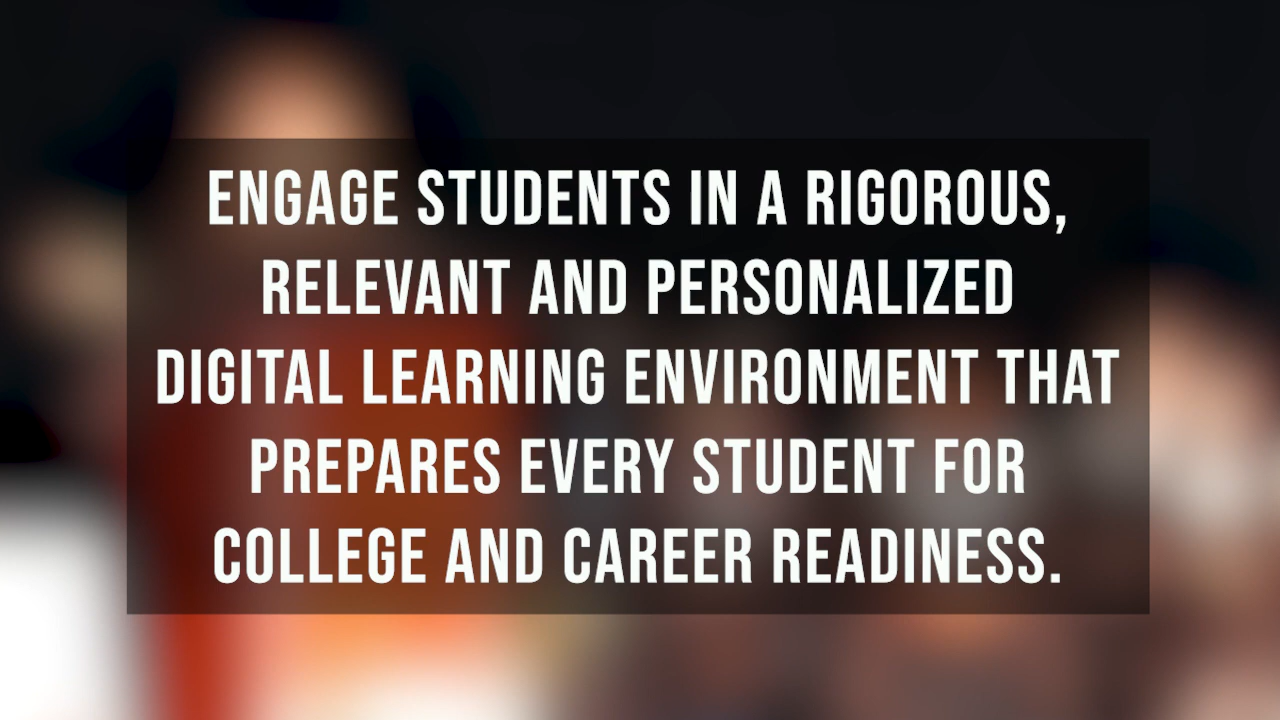 ENGAGE STUDENTS IN A RIGOROUS,
RELEVANT AND PERSONALIZED
DIGITAL LEARNING ENVIRONMENT THAT
PREPARES EVERY STUDENT FOR
COLLEGE AND CAREER READINESS.